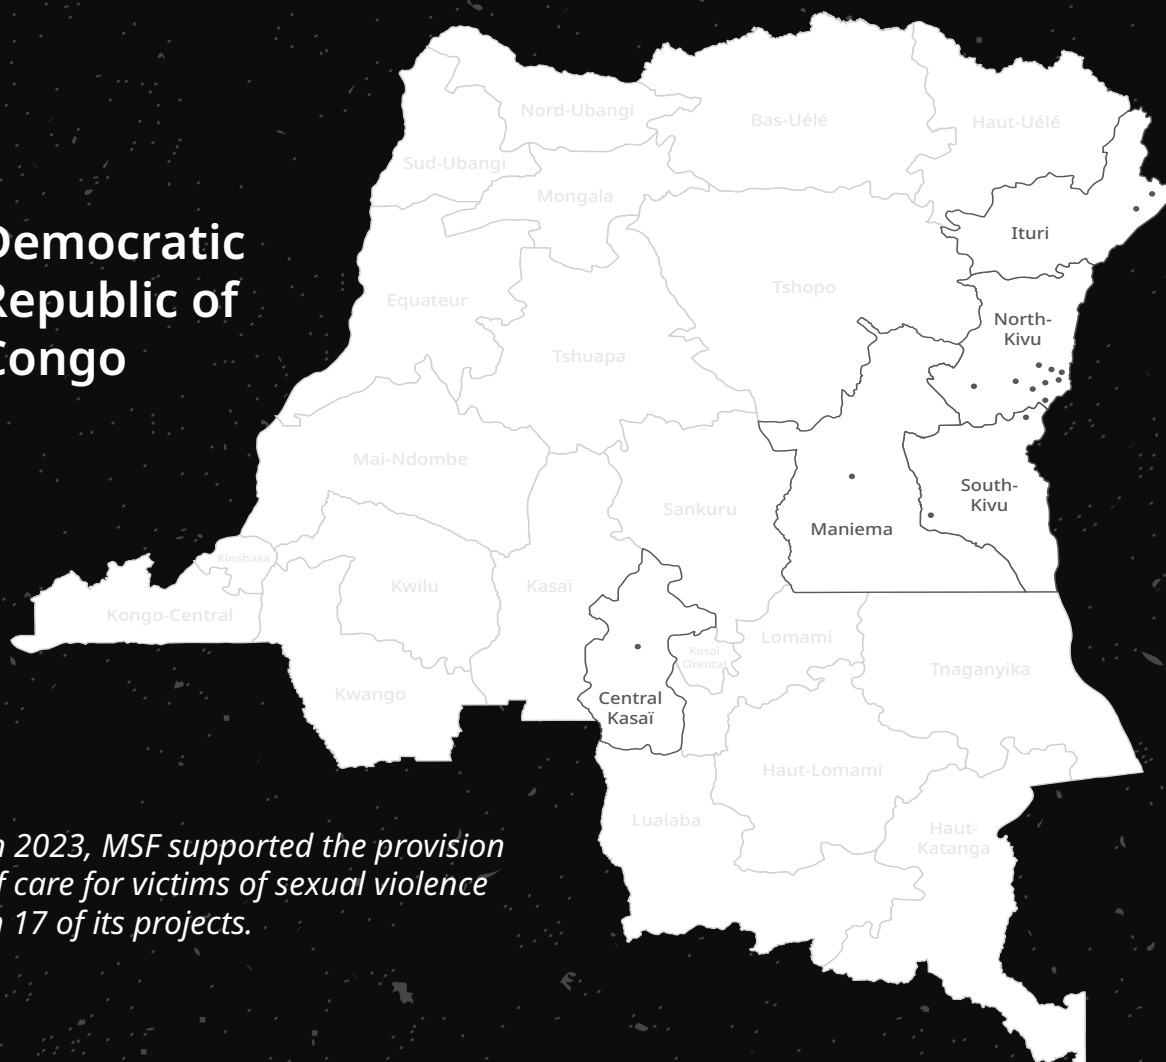 Democratic
Republic of
Congo
Nord-Ubangi
Bas-Uélé
Haut-Uélé
Sud-Ubangi
Mongala
Ituri
Equateur
Tshopo
North-
Kivu
Tshuapa
Mai-Ndombe
Sankuru
South-
Kivu
Maniema
Kinshasa
Kongo-Central
Kwilu
Kasaï
Lomami
Kasaï
Orental
Tnaganyika
Kwango
Central
Kasaï
Haut-Lomami
Lualaba
Haut-
Katanga
n 2023, MSF supported the provision
f care for victims of sexual violence
n 17 of its projects.